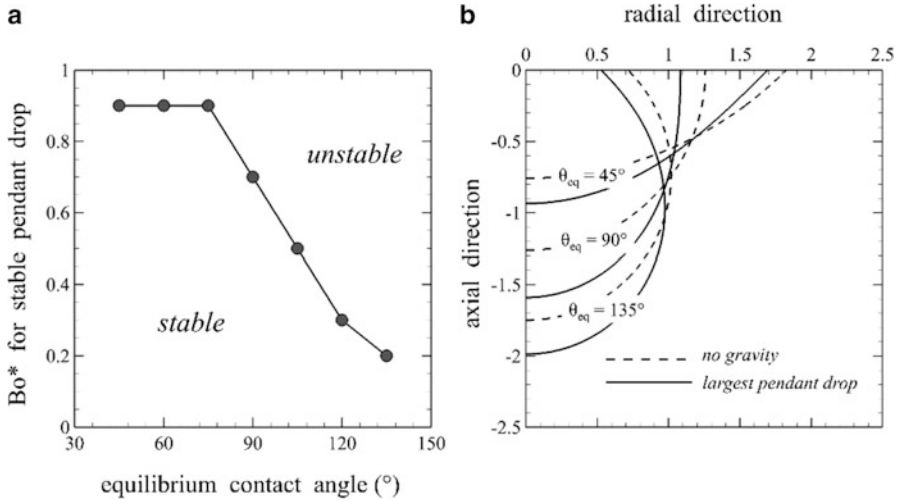 a
Bo* for stable pendant drop
1
0.8
0.6
0.4
0.2
0
30
60
90
120
150
equilibrium contact angle (°)
unstable
stable
b
radial direction
0
0.5
1
1.5
2
2.5
axial direction
0
-0.5
-1
-1.5
-2
-2.5
θeq = 45°
θeq = 90°
θeq = 135°
no gravity
largest pendant drop